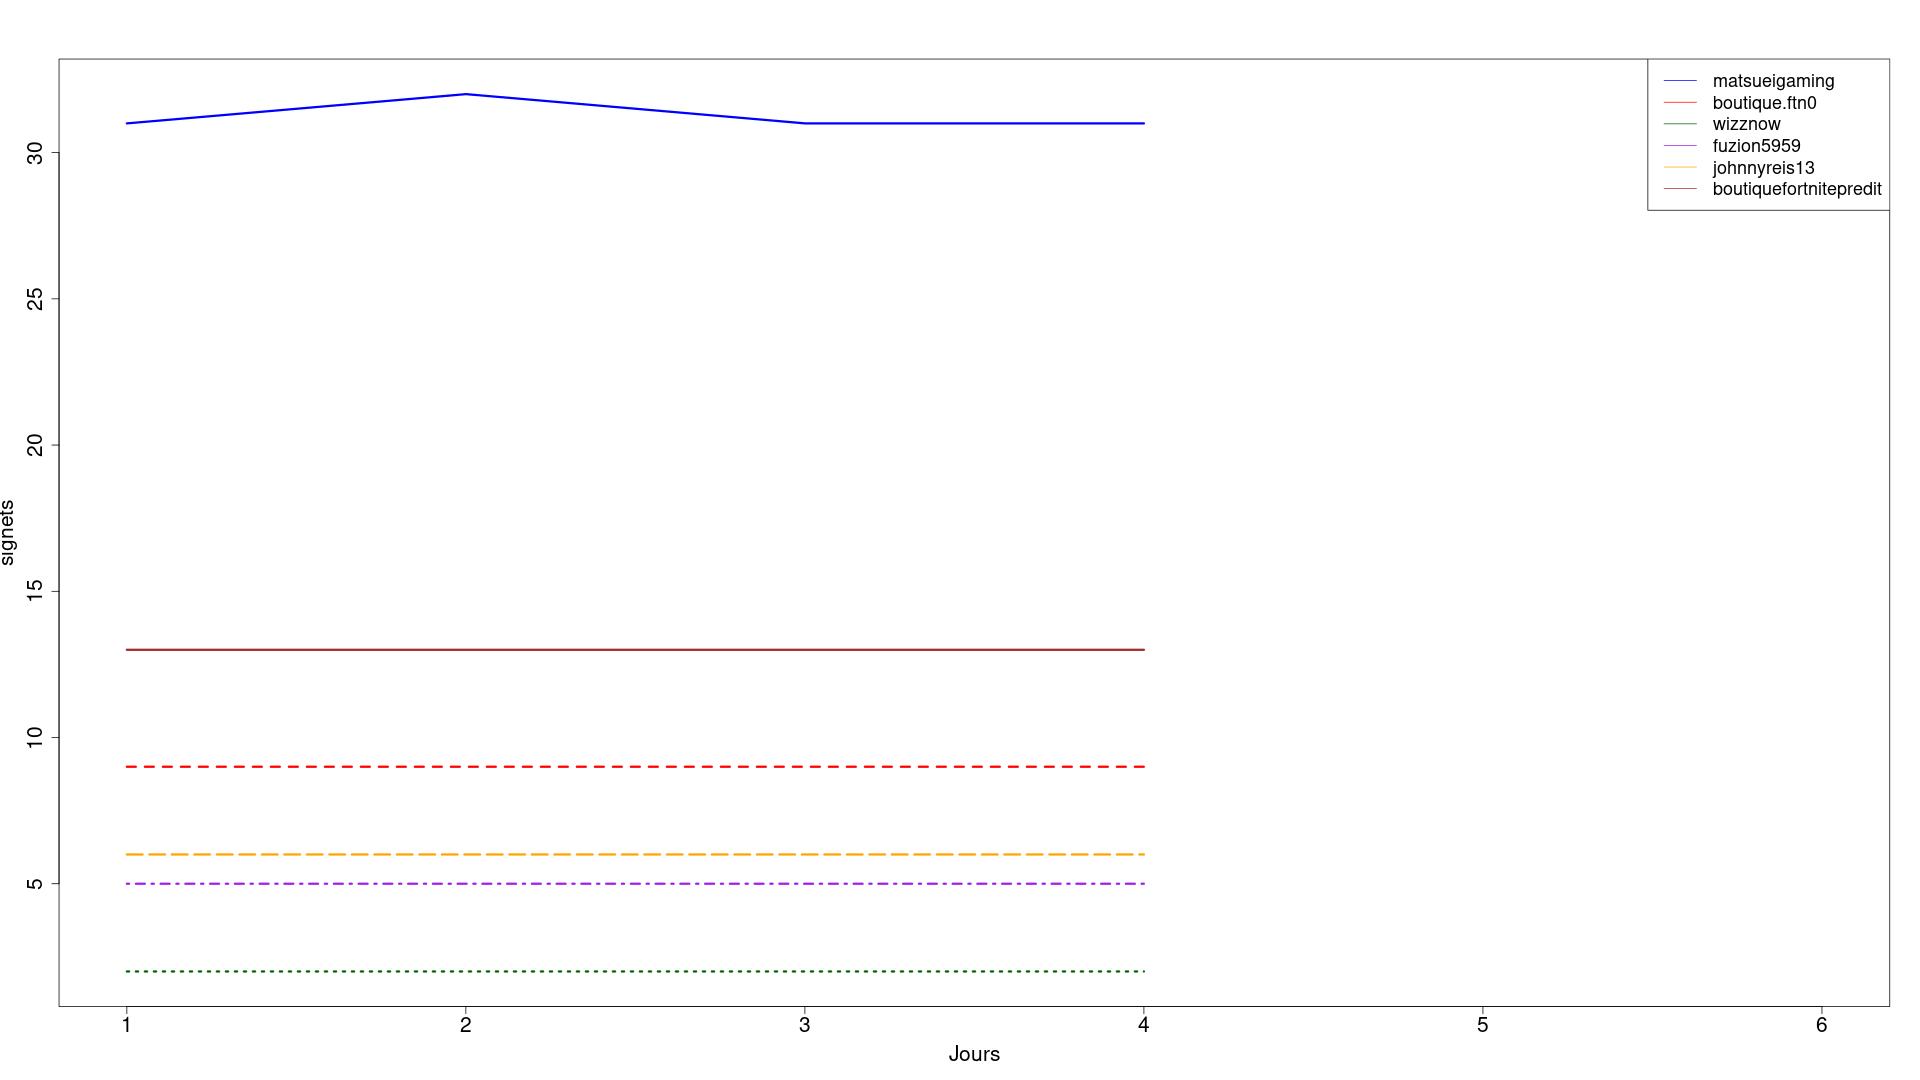 matsueigaming
boutique.ftn0
wizznow
fuzion5959
johnnyreis13
boutiquefortnitepredit
30
25
20
15
10
5
signets
1 2 3 4 5 6
Jours